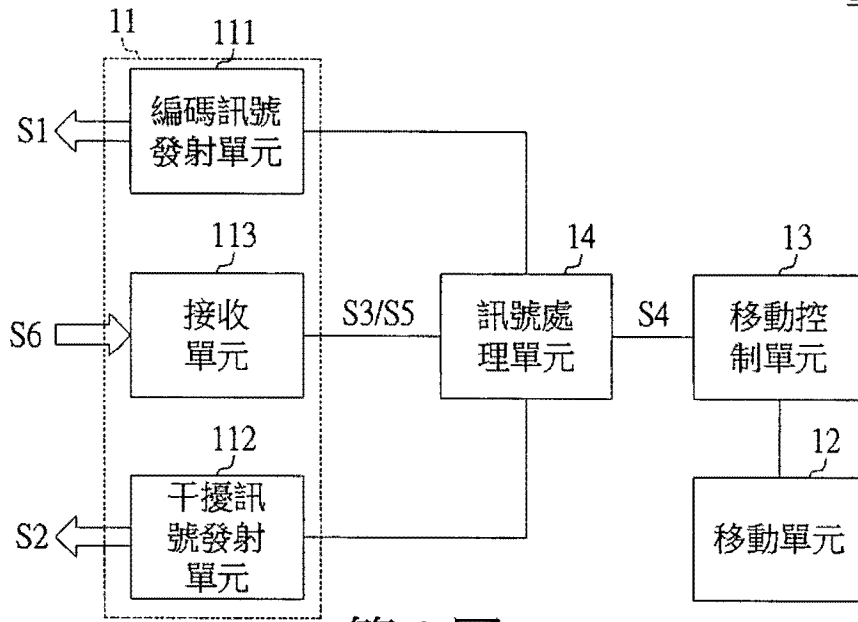 11
111
編碼訊號
發射單元
S1
113
接收
單元
S6
S3/S5
14
訊號處
理單元
S4
13
移動控
制單元
112
干擾訊
號發射
單元
S2
12
移動單元